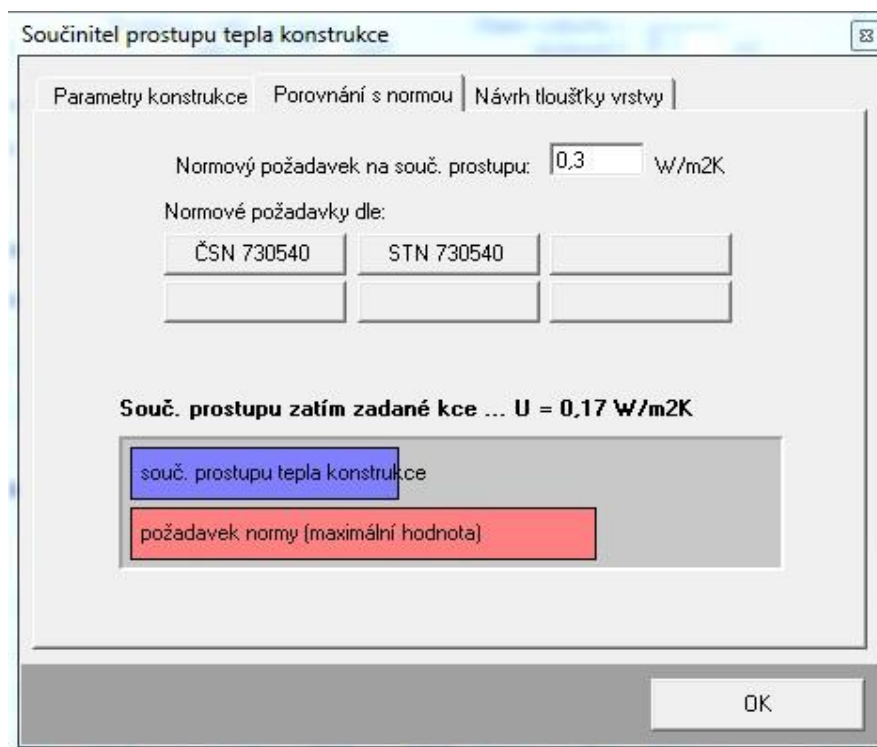 Součinitel prostupu tepla konstrukce
Parametry konstrukce Porovnání s normou Návrh tloušťky vrstvy
Normový požadavek na souč. prostupu: 0,3 W/m2K
Normové požadavky dle:
ČSN 730540 STN 730540
Souč. prostupu zatím zadané kce ... U = 0,17 W/m2K
souč. prostupu tepla konstrukce
požadavek normy (maximální hodnota)
OK